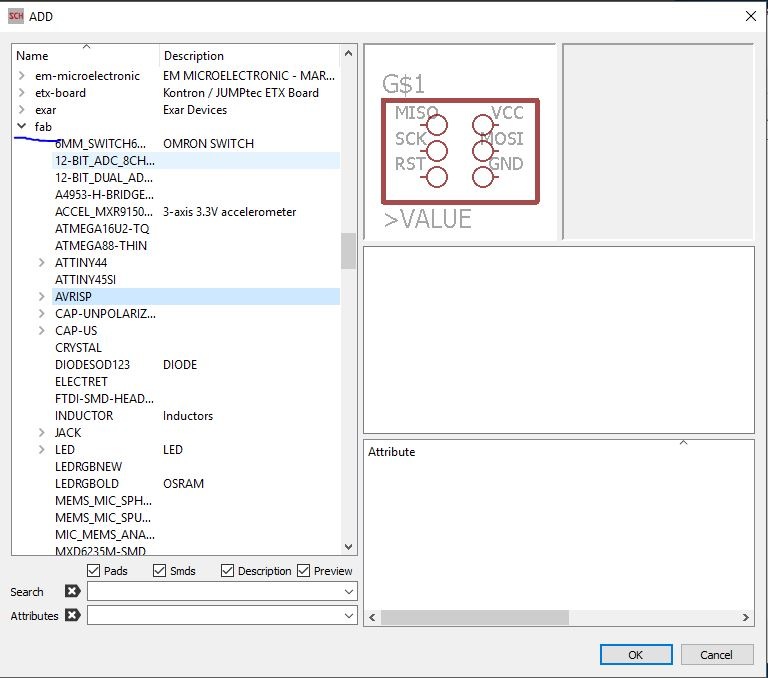 SCH ADD
Name Description
em-microelectronic EM MICROELECTRONIC - MAR...
etx-board Kontron / JUMPtec ETX Board
exar Exar Devices
fab
6MM_SWITCH6... OMRON SWITCH
12-BIT_ADC_8CH...
12-BIT_DUAL_AD...
A4953-H-BRIDGE...
ACCEL_MXR9150... 3-axis 3.3V accelerometer
ATMEGA16U2-TQ
ATMEGA88-THIN
ATTINY44
ATTINY45SI
AVRISP
CAP-UNPOLARIZ...
CAP-US
CRYSTAL
DIODESOD123 DIODE
ELECTRET
FTDI-SMD-HEAD...
INDUCTOR Inductors
JACK
LED LED
LEDRGBNEW
LEDRGBOLD OSRAM
MEMS_MIC_SPH...
MEMS_MIC_SPU...
MIC_MEMS_ANA...
MXD6235M-SMD
Pads Smds Description Preview
Search
Attributes
G$1
MISO VCC
SCK MOSI
RST GND
>VALUE
Attribute
OK Cancel